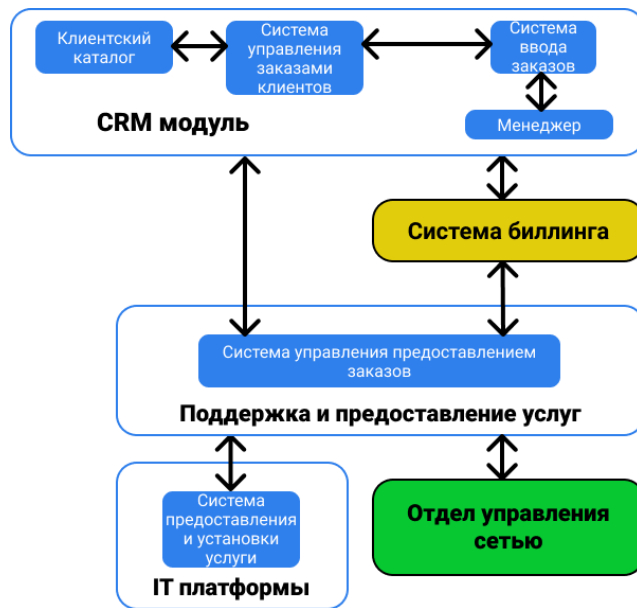 Клиентский
каталог
Система
управления
заказами
клиентов
Система
ввода
заказов
Менеджер
CRM модуль
Система биллинга
Система управления предоставлением
заказов
Поддержка и предоставление услуг
Система
предоставления
и установки
услуги
IT платформы
Отдел управления
сетью